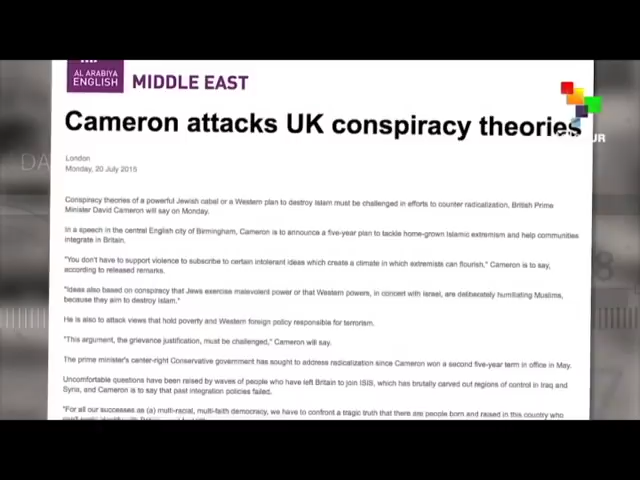 AL ARABIYA
ENGLISH
MIDDLE EAST
Cameron attacks UK conspiracy theories
UR
DA
London
Monday, 20 July 2015
Conspiracy theories of a powerful Jewish cabal or a Western plan to destroy Islam must be challenged in efforts to counter radicalization, British Prime
Minister David Cameron will say on Monday.
In a speech in the central English city of Birmingham, Cameron is to announce a five-year plan to tackle home-grown Islamic extremism and help communities
integrate in Britain.
"You don't have to support violence to subscribe to certain intolerant ideas which create a climate in which extremists can flourish," Cameron is to say,
according to released remarks.
8
"Ideas also based on conspiracy that Jews exercise malevolent power or that Western powers, in concert with Israel, are deliberately humiliating Muslims,
because they aim to destroy Islam."
He is also to attack views that hold poverty and Western foreign policy responsible for terrorism.
"This argument, the grievance justification, must be challenged," Cameron will say.
The prime minister's center-right Conservative government has sought to address radicalization since Cameron won a second five-year term in office in May.
Uncomfortable questions have been raised by waves of people who have left Britain to join ISIS, which has brutally carved out regions of control in Iraq and
Syria, and Cameron is to say that past integration policies failed.
"For all our successes as (a) multi-racial, multi-faith democracy, we have to confront a tragic truth that there are people born and raised in this country who